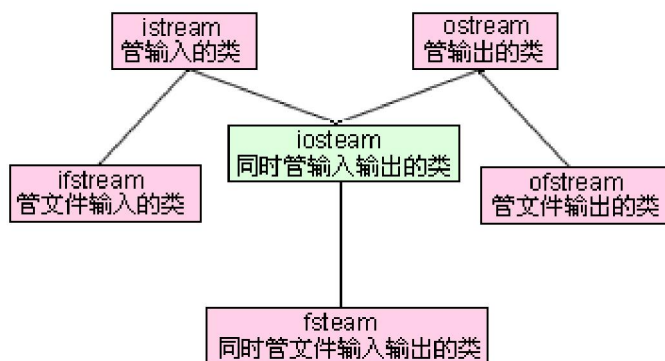 istream
管输入的类
ostream
管输出的类
iosteam
同时管输入输出的类
ifstream
管文件输入的类
ofstream
管文件输出的类
fsteam
同时管文件输入输出的类